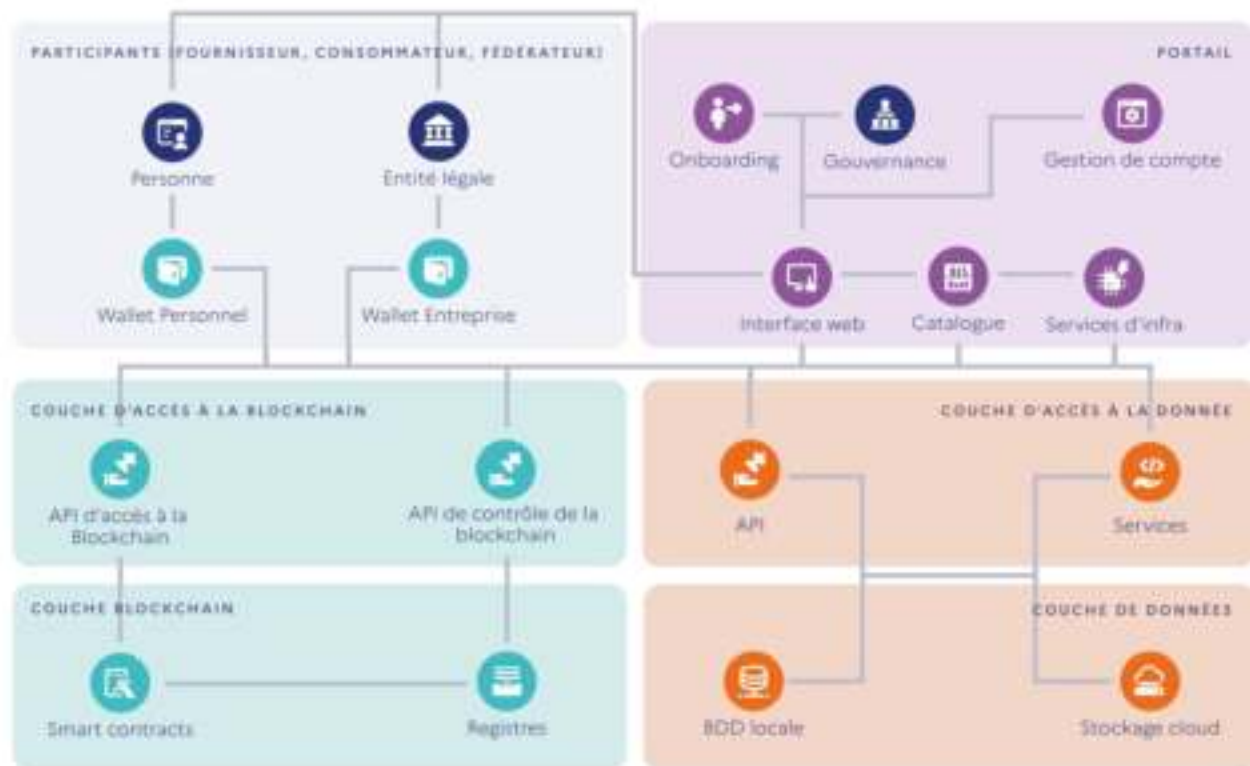 PARTICIPANTS (FOURNISSEUR, CONSOMMATEUR, FÉDÉRATEUR)
Personne
Entité légale
Wallet Personnel
Wallet Entreprise
PORTAIL
Onboarding
Gouvernance
Gestion de compte
Interface web
Catalogue
Services d'infra
COUCHE D'ACCÈS À LA BLOCKCHAIN
API d'accès à la
Blockchain
API de contrôle de la
blockchain
COUCHE D'ACCÈS À LA DONNÉE
API
Services
COUCHE BLOCKCHAIN
Smart contracts
Registres
COUCHE DE DONNÉES
BDD locale
Stockage cloud